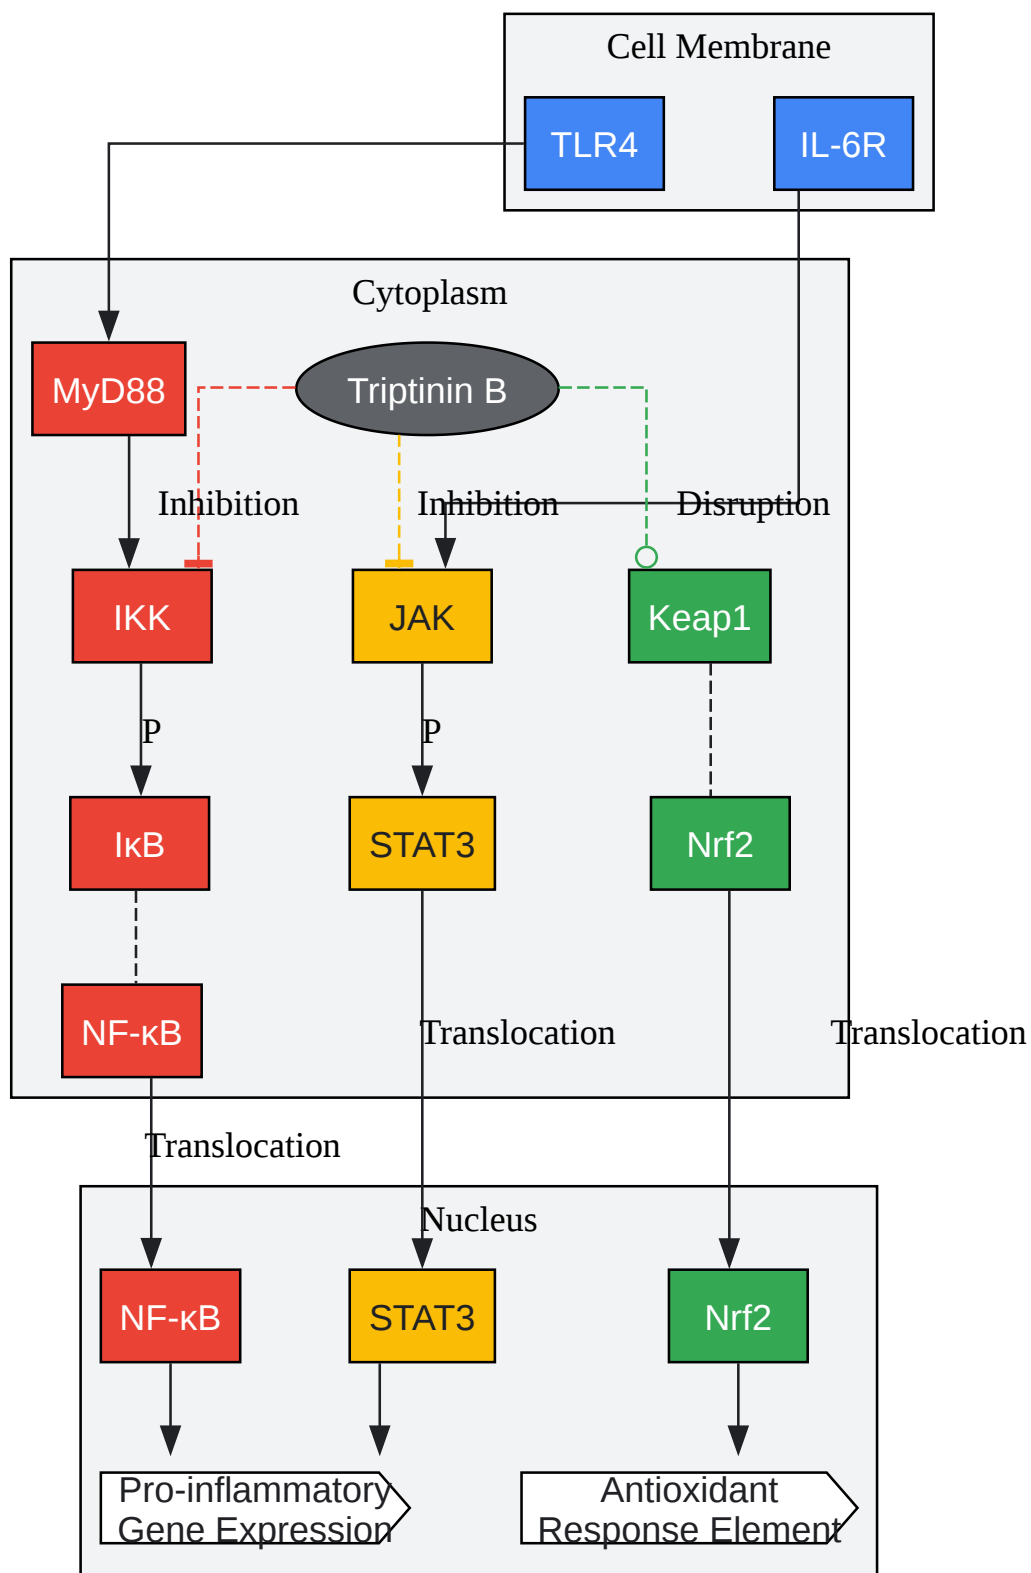 Cell Membrane
TLR4
IL-6R
Cytoplasm
MyD88
Triptinin B
Inhibition
Inhibition
Disruption
IKK
JAK
Keap1
P
P
IκB
STAT3
Nrf2
NF-κB
Translocation
Translocation
Translocation
Nucleus
NF-κB
STAT3
Nrf2
Pro-inflammatory
Gene Expression
Antioxidant
Response Element